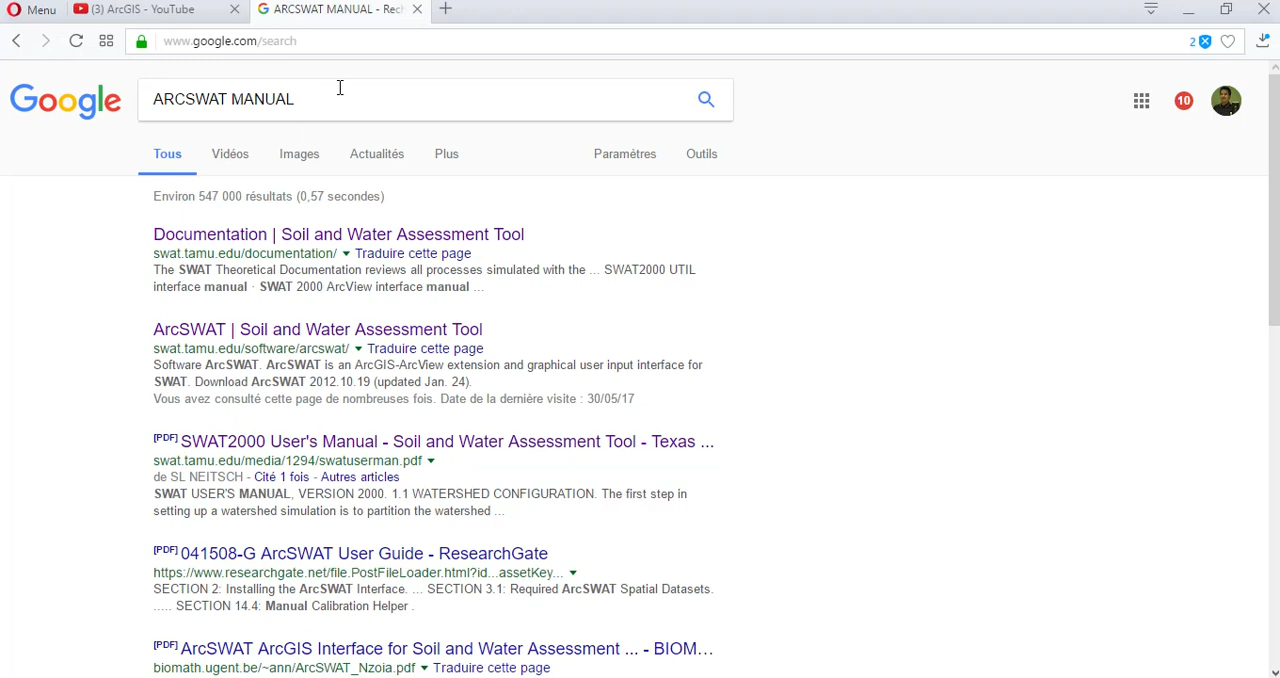 Menu
(3) ArcGIS - YouTube
ARCSWAT MANUAL - Rech
www.google.com/search
2
Google
ARCSWAT MANUAL
10
Tous
Vidéos
Images
Actualités
Plus
Paramètres
Outils
Environ 547 000 résultats (0,57 secondes)
Documentation | Soil and Water Assessment Tool
swat.tamu.edu/documentation/ Traduire cette page
The SWAT Theoretical Documentation reviews all processes simulated with the ... SWAT2000 UTIL
interface manual · SWAT 2000 ArcView interface manual ...
ArcSWAT | Soil and Water Assessment Tool
swat.tamu.edu/software/arcswat/ Traduire cette page
Software ArcSWAT. ArcSWAT is an ArcGIS-ArcView extension and graphical user input interface for
SWAT. Download ArcSWAT 2012.10.19 (updated Jan. 24).
Vous avez consulté cette page de nombreuses fois. Date de la dernière visite : 30/05/17
[PDF] SWAT2000 User's Manual - Soil and Water Assessment Tool - Texas ...
swat.tamu.edu/media/1294/swatuserman.pdf
de SL NEITSCH - Cité 1 fois - Autres articles
SWAT USER'S MANUAL, VERSION 2000. 1.1 WATERSHED CONFIGURATION. The first step in
setting up a watershed simulation is to partition the watershed ...
[PDF] 041508-G ArcSWAT User Guide - ResearchGate
https://www.researchgate.net/file.PostFileLoader.html?id...assetKey...
SECTION 2: Installing the ArcSWAT Interface. ... SECTION 3.1: Required ArcSWAT Spatial Datasets.
..... SECTION 14.4: Manual Calibration Helper .
[PDF] ArcSWAT ArcGIS Interface for Soil and Water Assessment ... - BIOM...
biomath.ugent.be/~ann/ArcSWAT_Nzoia.pdf Traduire cette page